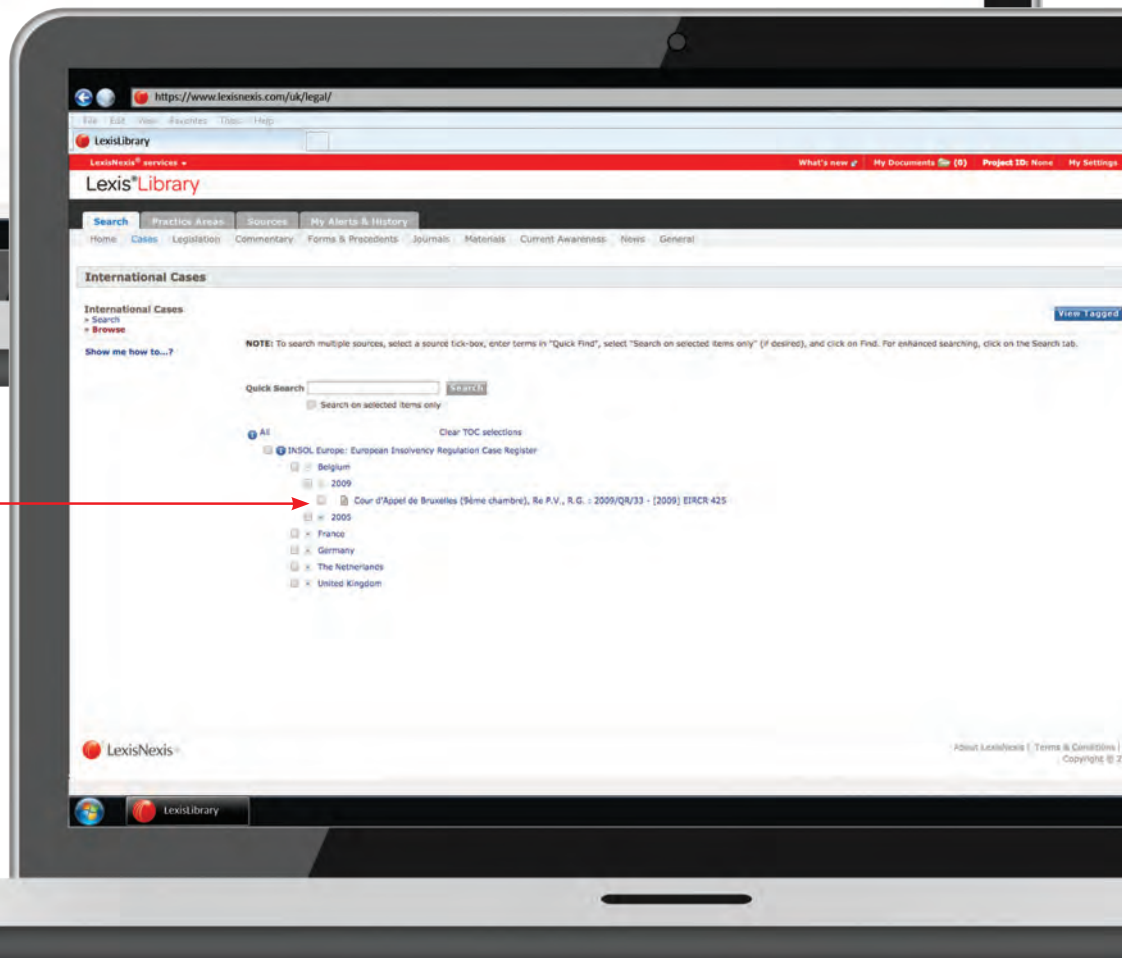 https://www.lexisnexis.com/uk/legal/
File Edit View Favorites Tools Help
LexisLibrary
LexisNexis® services
What's new My Documents (0) Project ID: None My Settings
Lexis®Library
Search Practice Areas Sources My Alerts & History
Home Cases Legislation Commentary Forms & Precedents Journals Materials Current Awareness News General
International Cases
International Cases
» Search
» Browse
Show me how to...?
View Tagged
NOTE: To search multiple sources, select a source tick-box, enter terms in "Quick Find", select "Search on selected items only" (if desired), and click on Find. For enhanced searching, click on the Search tab.
Quick Search Search
Search on selected items only
All Clear TOC selections
INSOL Europe: European Insolvency Regulation Case Register
Belgium
2009
Cour d'Appel de Bruxelles (9ème chambre), Re P.V., R.G. : 2009/QR/33 - [2009] EIRCR 425
2005
France
Germany
The Netherlands
United Kingdom
LexisNexis®
About LexisNexis | Terms & Conditions |
Copyright © 2
LexisLibrary